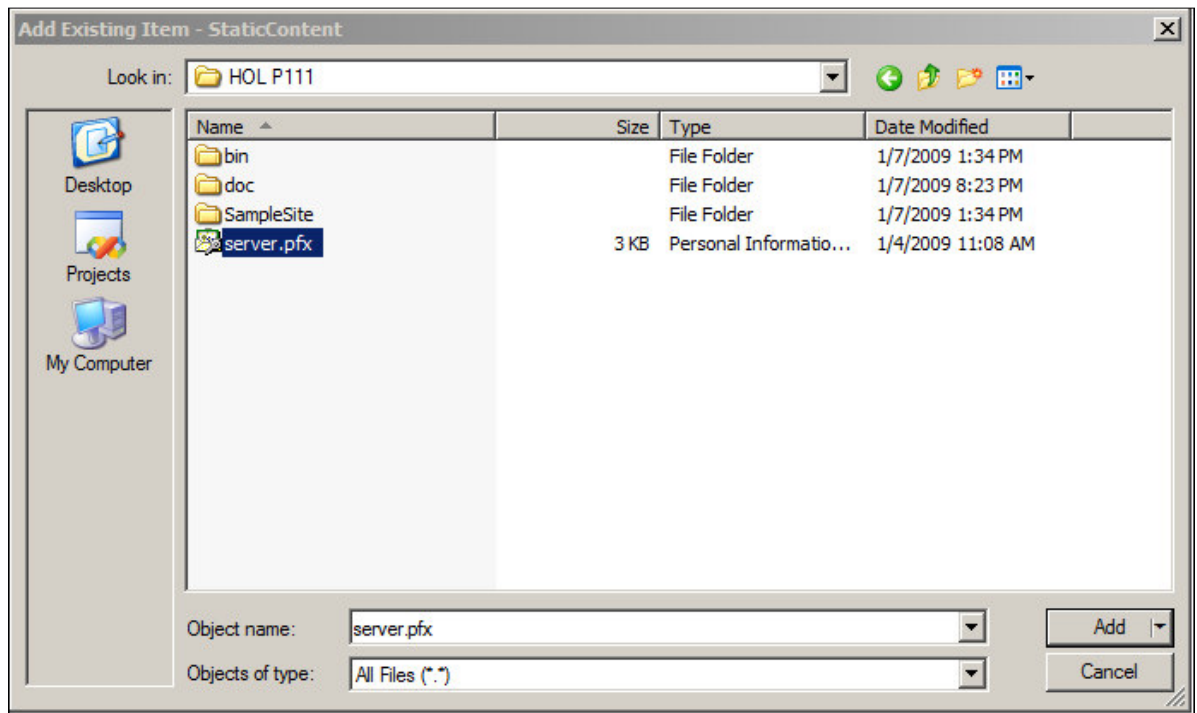 Add Existing Item - StaticContent
Look in: HOL P111
Name Size Type Date Modified
bin File Folder 1/7/2009 1:34 PM
doc File Folder 1/7/2009 8:23 PM
SampleSite File Folder 1/7/2009 1:34 PM
server.pfx 3 KB Personal Informatio... 1/4/2009 11:08 AM
Desktop
Projects
My Computer
Object name: server.pfx Add
Objects of type: All Files (*.*) Cancel